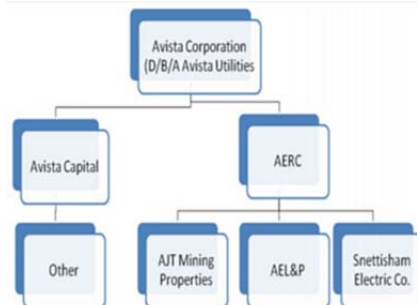 Avista Corporation
(D/B/A Avista Utilities
Avista Capital
AERC
Other
AJT Mining
Properties
AEL&P
Snettisham
Electric Co.